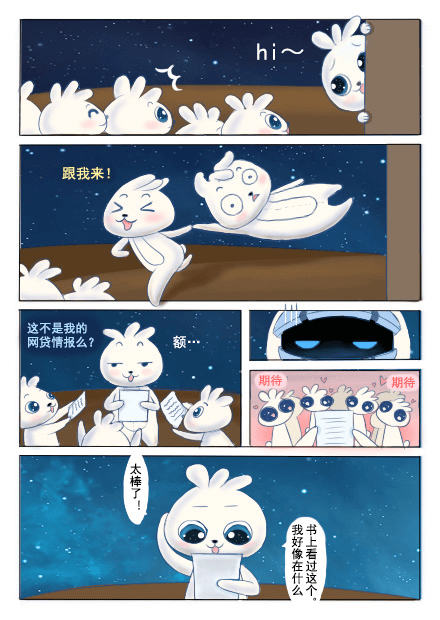 hi～
跟我来！
这不是我的
网贷情报么？
额…
期待
期待
太棒了！
我好像在什么
书上看过这个。